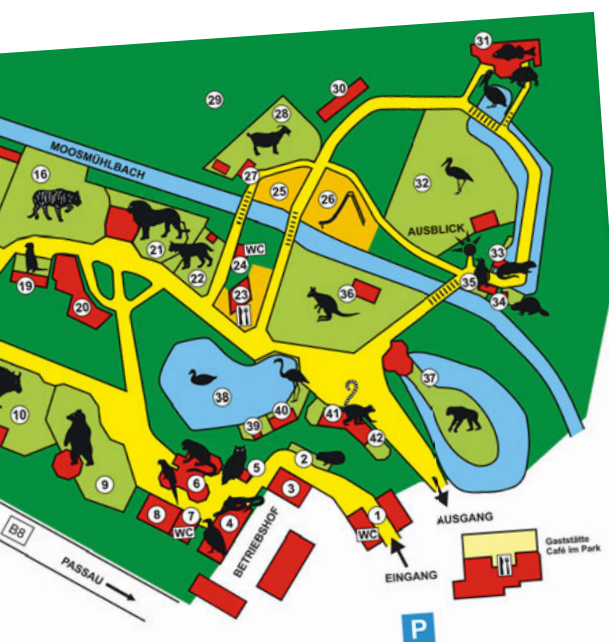 31
30
29
28
MOOSMÜHLBACH
16
27
25
26
32
AUSBLICK
21
22
WC
24
33
19
20
23
36
35
34
38
37
40
41
39
42
10
9
6
5
2
3
8
7
WC
4
1
WC
B8
PASSAU
BETRIEBSHOF
AUSGANG
EINGANG
Gaststätte
Café im Park
P